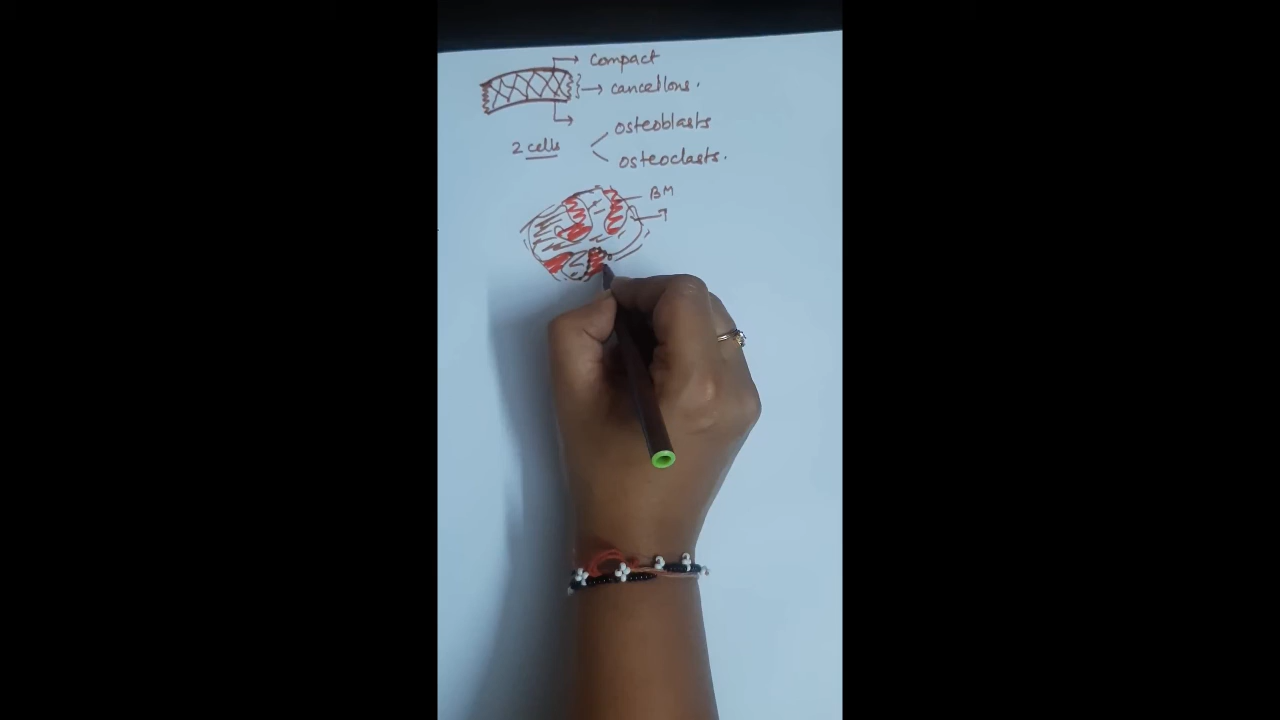 compact
cancellous.
2 cells
osteoblasts
osteoclasts.
BM
T